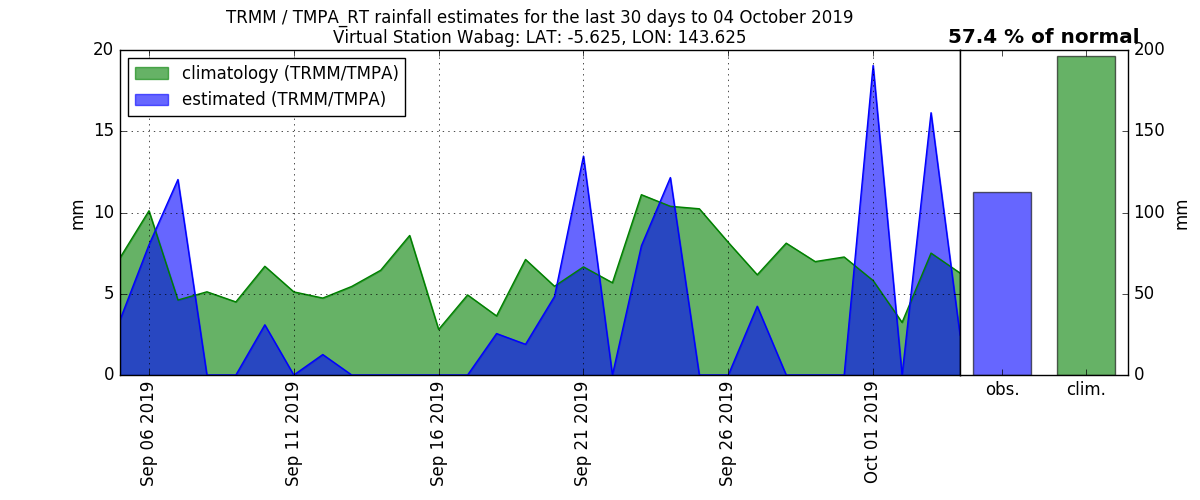 TRMM / TMPA_RT rainfall estimates for the last 30 days to 04 October 2019
Virtual Station Wabag: LAT: -5.625, LON: 143.625
57.4 % of normal
climatology (TRMM/TMPA)
estimated (TRMM/TMPA)
20
15
10
5
0
mm
Sep 06 2019
Sep 11 2019
Sep 16 2019
Sep 21 2019
Sep 26 2019
Oct 01 2019
obs.
clim.
200
150
100
50
0
mm